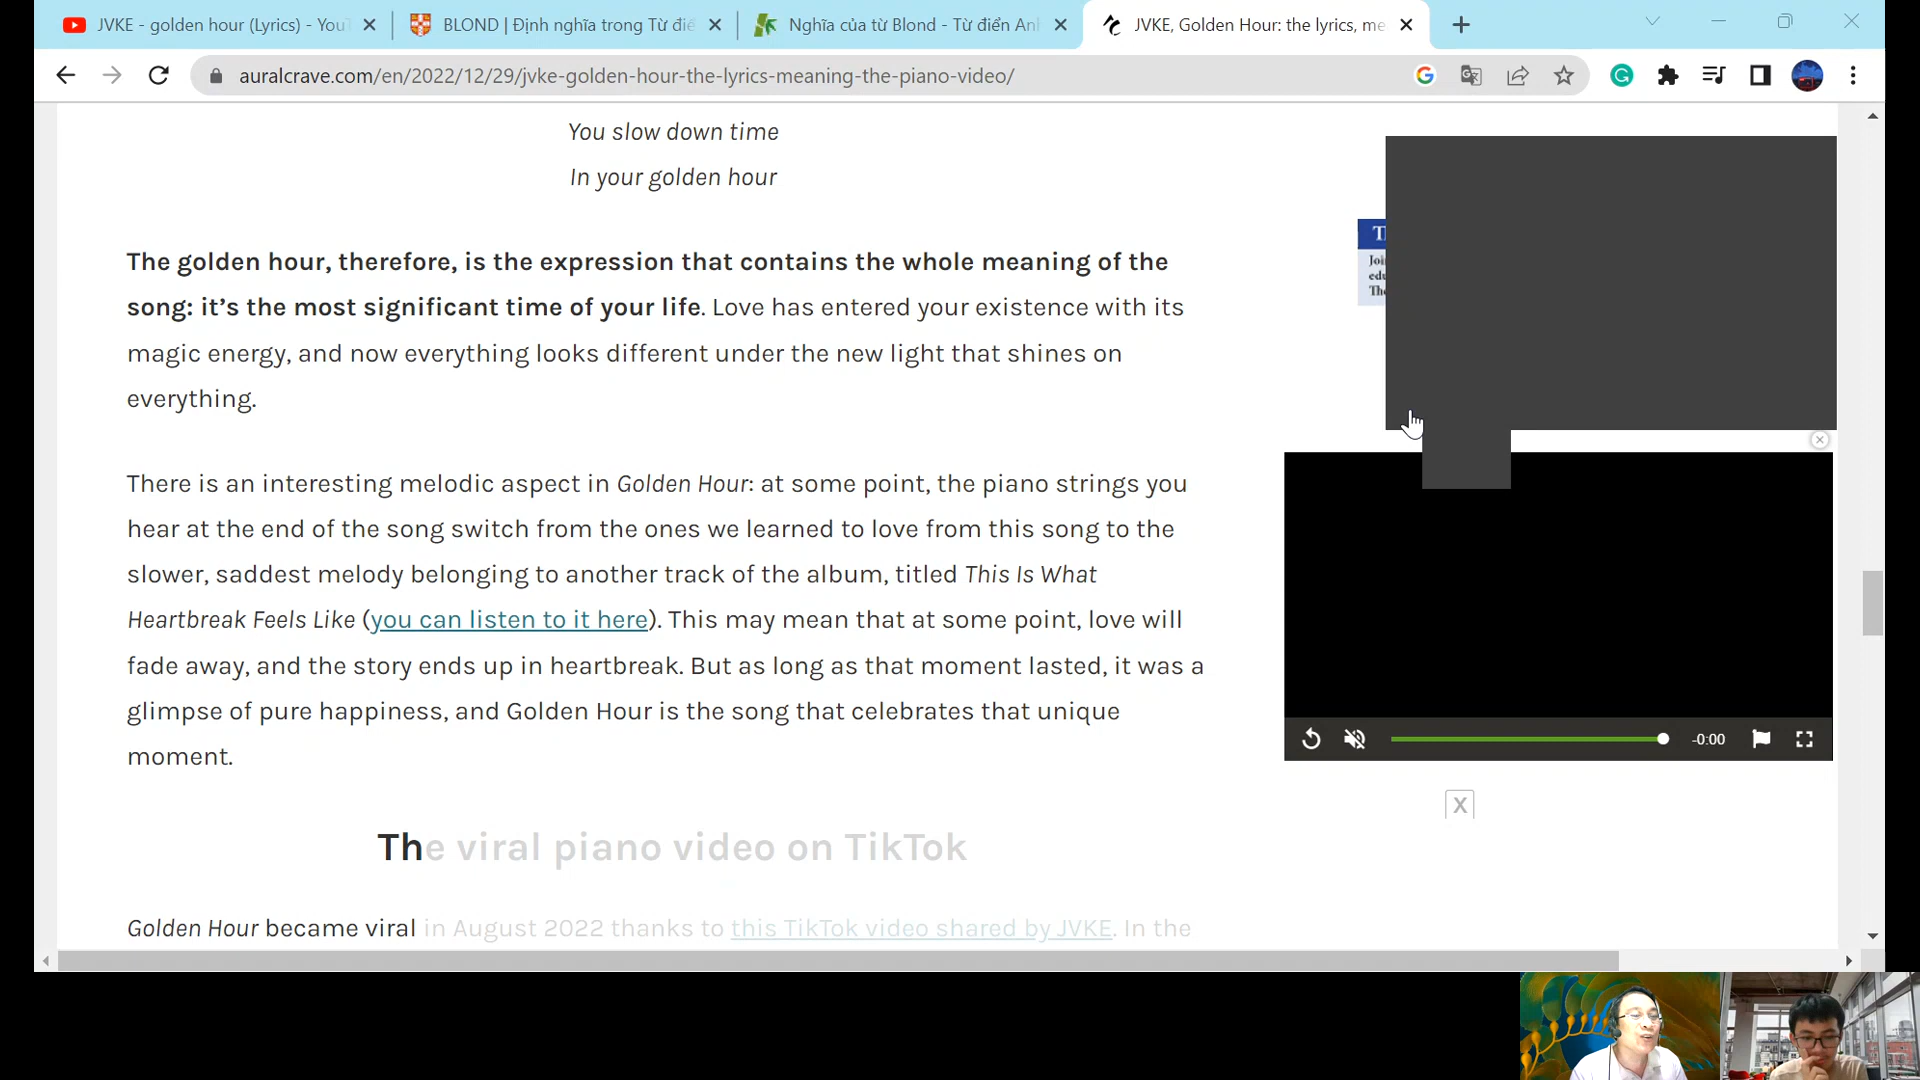 JVKE - golden hour (Lyrics) - You
BLOND | Định nghĩa trong Từ điể
Nghĩa của từ Blond - Từ điển Anh
JVKE, Golden Hour: the lyrics, me
auralcrave.com/en/2022/12/29/jvke-golden-hour-the-lyrics-meaning-the-piano-video/
You slow down time
In your golden hour
The golden hour, therefore, is the expression that contains the whole meaning of the
song: it’s the most significant time of your life. Love has entered your existence with its
magic energy, and now everything looks different under the new light that shines on
everything.
There is an interesting melodic aspect in Golden Hour: at some point, the piano strings you
hear at the end of the song switch from the ones we learned to love from this song to the
slower, saddest melody belonging to another track of the album, titled This Is What
Heartbreak Feels Like (you can listen to it here). This may mean that at some point, love will
fade away, and the story ends up in heartbreak. But as long as that moment lasted, it was a
glimpse of pure happiness, and Golden Hour is the song that celebrates that unique
moment.
The viral piano video on TikTok
Golden Hour became viral in August 2022 thanks to this TikTok video shared by JVKE. In the
-0:00
X